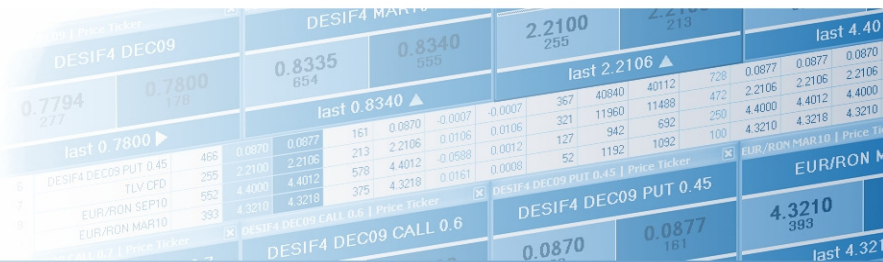 DESIF4 DEC09
0.7794
277
0.7800
178
last 0.7800
DESIF4 MAR10
0.8335
654
0.8340
555
last 0.8340
2.2100
255
213
last 2.2106
last 4.40
6 DESIF4 DEC09 PUT 0.45 466 0.0870 0.0877 161 0.0870 -0.0007 -0.0007 367 40840 40112 728 0.0877 0.0877 0.0870
7 TLV CFD 255 2.2100 2.2106 213 2.2106 0.0106 0.0106 321 11960 11488 472 2.2106 2.2106 2.2106
EUR/RON SEP10 552 4.4000 4.4012 578 4.4012 -0.0588 0.0012 127 942 692 250 4.4000 4.4012 4.4000
EUR/RON MAR10 393 4.3210 4.3218 375 4.3218 0.0161 0.0008 52 1192 1092 100 4.3210 4.3218 4.3210
DESIF4 DEC09 CALL 0.6 | Price Ticker
DESIF4 DEC09 CALL 0.6
DESIF4 DEC09 PUT 0.45 | Price Ticker
DESIF4 DEC09 PUT 0.45
0.0870
0.0877
161
EUR/RON MAR10 | Price Ti
EUR/RON M
4.3210
393
last 4.321